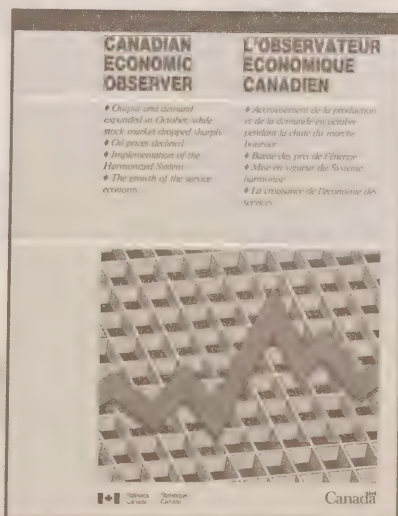 CANADIAN
ECONOMIC
OBSERVER
♦ Output and demand
expanded in October, while
stock market dropped sharply
♦ Oil prices declined
♦ Implementation of the
Harmonized System
♦ The growth of the service
economy
L'OBSERVATEUR
ÉCONOMIQUE
CANADIEN
♦ Accroissement de la production
et de la demande en octobre
pendant la chute du marché
boursier
♦ Baisse des prix de l'énergie
♦ Mise en vigueur du Système
harmonisé
♦ La croissance de l'économie des
services
Statistics
Canada
Statistique
Canada
Canada